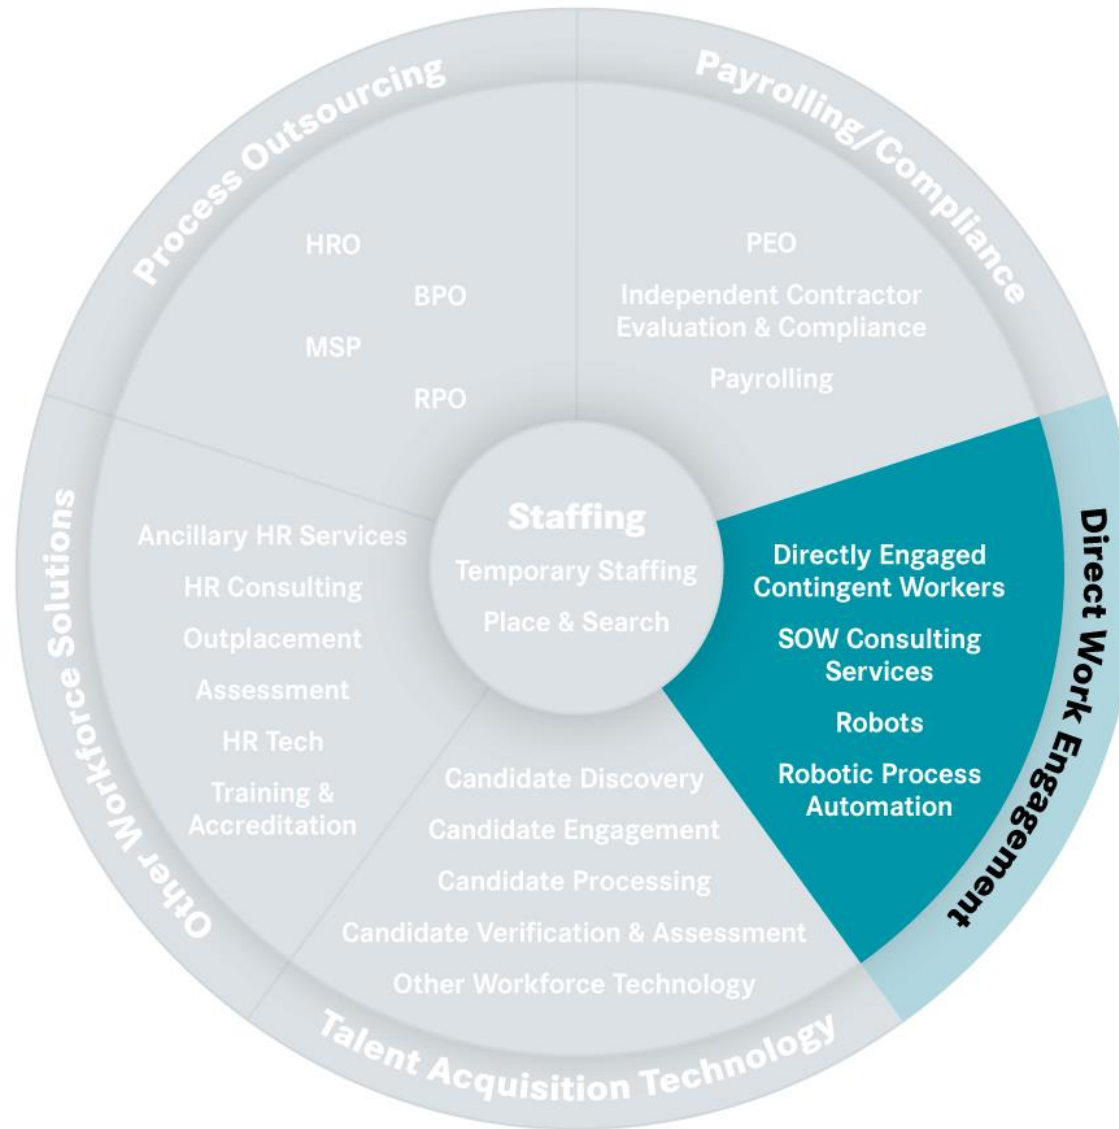 Process Outsourcing
HRO
BPO
MSP
RPO
Payrolling/Compliance
PEO
Independent Contractor
Evaluation & Compliance
Payrolling
Direct Work Engagement
Directly Engaged
Contingent Workers
SOW Consulting
Services
Robots
Robotic Process
Automation
Staffing
Temporary Staffing
Place & Search
Other Workforce Solutions
Ancillary HR Services
HR Consulting
Outplacement
Assessment
HR Tech
Training &
Accreditation
Candidate Discovery
Candidate Engagement
Candidate Processing
Candidate Verification & Assessment
Other Workforce Technology
Talent Acquisition Technology